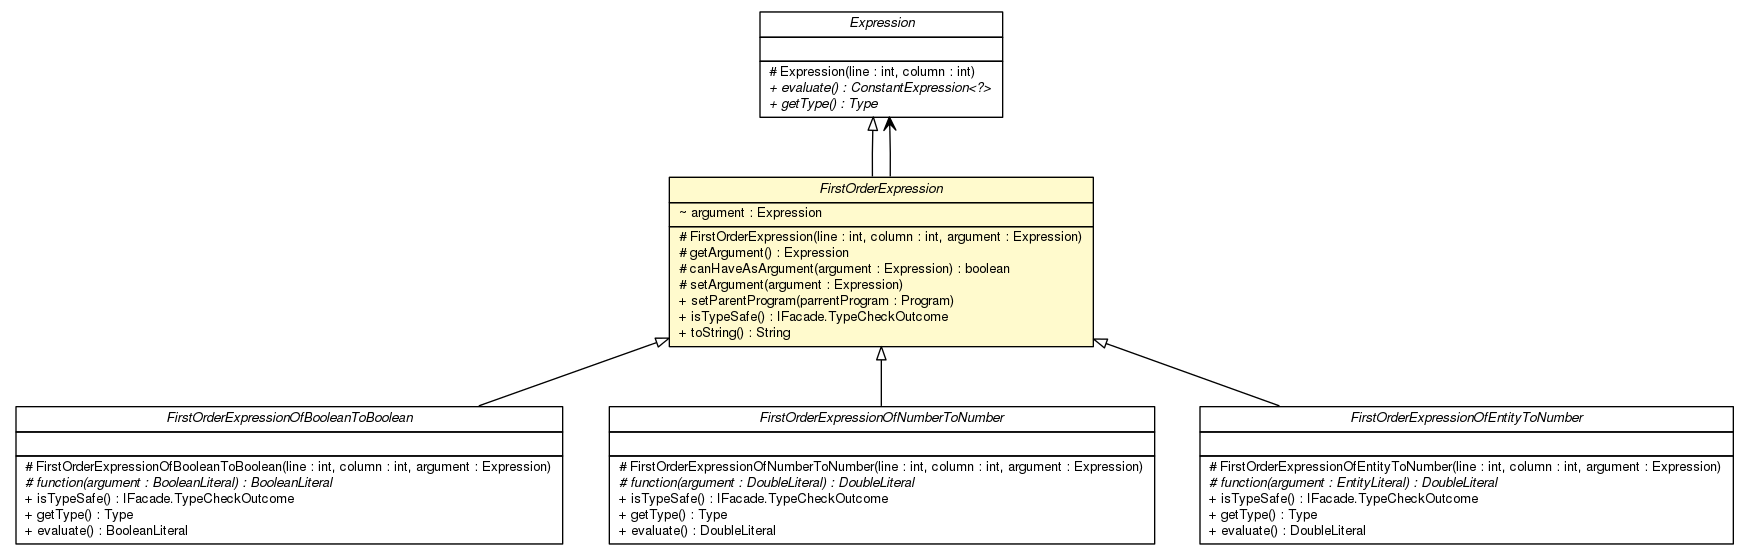 Expression
# Expression(line : int, column : int)
+ evaluate() : ConstantExpression<?>
+ getType() : Type
FirstOrderExpression
~ argument : Expression
# FirstOrderExpression(line : int, column : int, argument : Expression)
# getArgument() : Expression
# canHaveAsArgument(argument : Expression) : boolean
# setArgument(argument : Expression)
+ setParentProgram(parrentProgram : Program)
+ isTypeSafe() : IFacade.TypeCheckOutcome
+ toString() : String
FirstOrderExpressionOfBooleanToBoolean
# FirstOrderExpressionOfBooleanToBoolean(line : int, column : int, argument : Expression)
# function(argument : BooleanLiteral) : BooleanLiteral
+ isTypeSafe() : IFacade.TypeCheckOutcome
+ getType() : Type
+ evaluate() : BooleanLiteral
FirstOrderExpressionOfNumberToNumber
# FirstOrderExpressionOfNumberToNumber(line : int, column : int, argument : Expression)
# function(argument : DoubleLiteral) : DoubleLiteral
+ isTypeSafe() : IFacade.TypeCheckOutcome
+ getType() : Type
+ evaluate() : DoubleLiteral
FirstOrderExpressionOfEntityToNumber
# FirstOrderExpressionOfEntityToNumber(line : int, column : int, argument : Expression)
# function(argument : EntityLiteral) : DoubleLiteral
+ isTypeSafe() : IFacade.TypeCheckOutcome
+ getType() : Type
+ evaluate() : DoubleLiteral